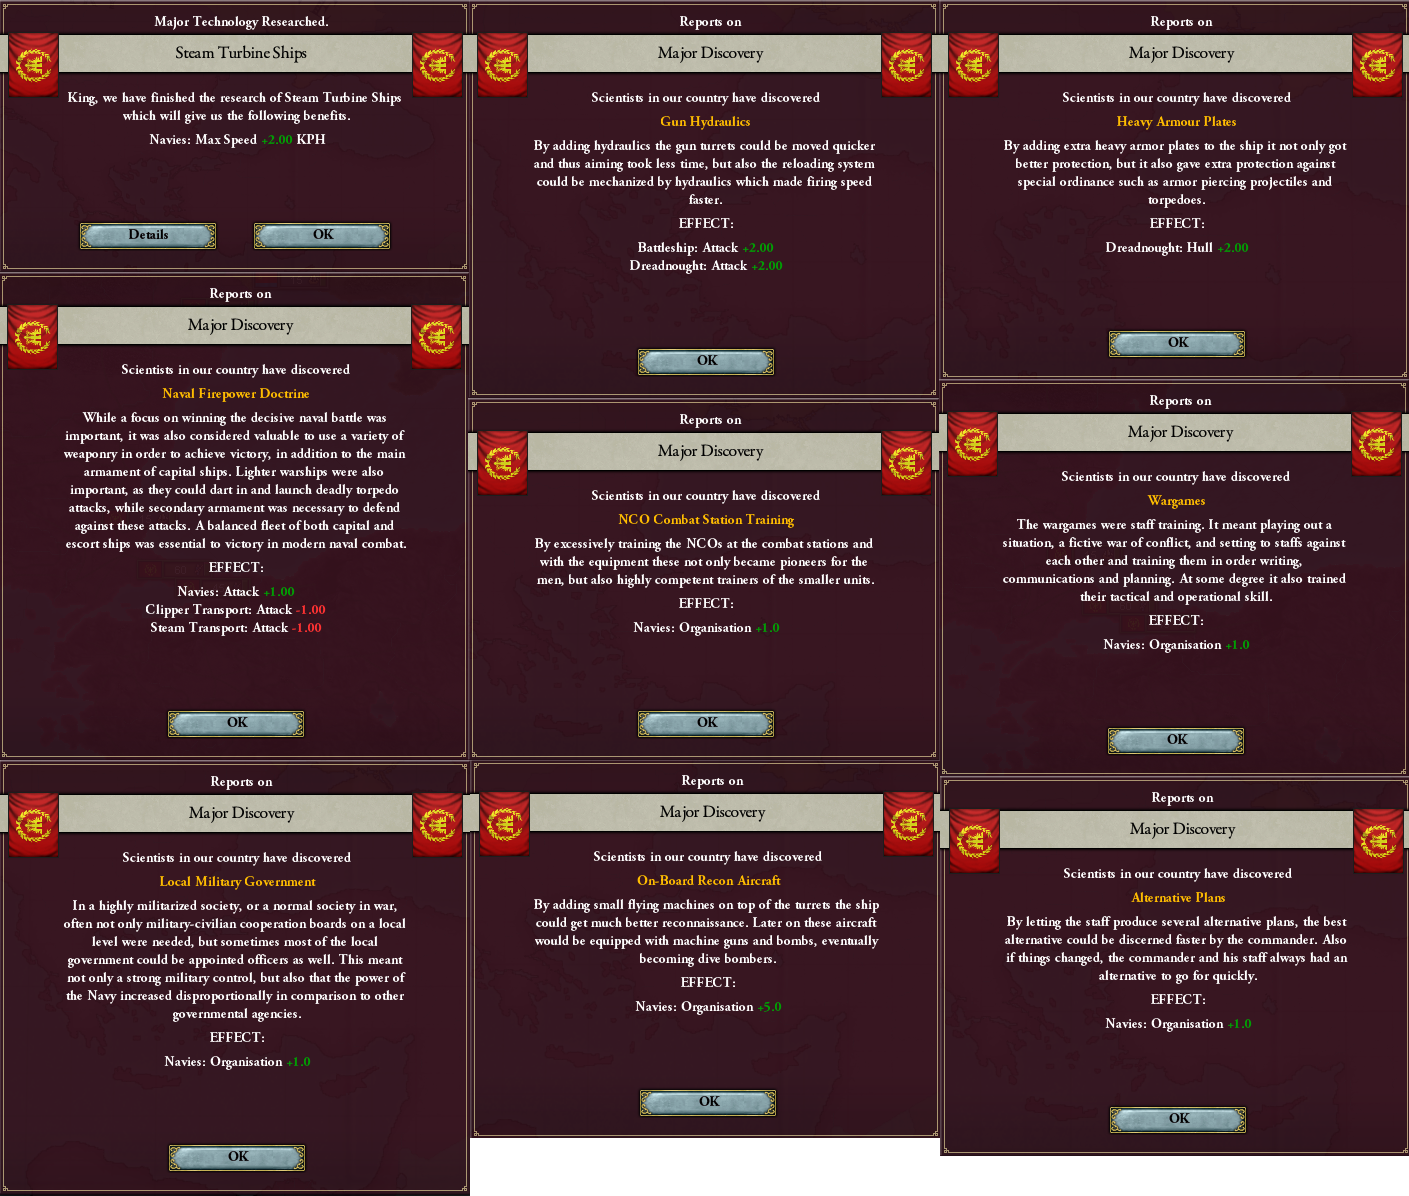 Major Technology Researched.
Steam Turbine Ships
King, we have finished the research of Steam Turbine Ships
which will give us the following benefits.
Navies: Max Speed +2.00 KPH
Details
OK
Reports on
Major Discovery
Scientists in our country have discovered
Naval Firepower Doctrine
While a focus on winning the decisive naval battle was
important, it was also considered valuable to use a variety of
weaponry in order to achieve victory, in addition to the main
armament of capital ships. Lighter warships were also
important, as they could dart in and launch deadly torpedo
attacks, while secondary armament was necessary to defend
against these attacks. A balanced fleet of both capital and
escort ships was essential to victory in modern naval combat.
EFFECT:
Navies: Attack +1.00
Clipper Transport: Attack -1.00
Steam Transport: Attack -1.00
OK
Reports on
Major Discovery
Scientists in our country have discovered
Local Military Government
In a highly militarized society, or a normal society in war,
often not only military-civilian cooperation boards on a local
level were needed, but sometimes most of the local
government could be appointed officers as well. This meant
not only a strong military control, but also that the power of
the Navy increased disproportionally in comparison to other
governmental agencies.
EFFECT:
Navies: Organisation +1.0
OK
Reports on
Major Discovery
Scientists in our country have discovered
Gun Hydraulics
By adding hydraulics the gun turrets could be moved quicker
and thus aiming took less time, but also the reloading system
could be mechanized by hydraulics which made firing speed
faster.
EFFECT:
Battleship: Attack +2.00
Dreadnought: Attack +2.00
OK
Reports on
Major Discovery
Scientists in our country have discovered
NCO Combat Station Training
By excessively training the NCOs at the combat stations and
with the equipment these not only became pioneers for the
men, but also highly competent trainers of the smaller units.
EFFECT:
Navies: Organisation +1.0
OK
Reports on
Major Discovery
Scientists in our country have discovered
On-Board Recon Aircraft
By adding small flying machines on top of the turrets the ship
could get much better reconnaissance. Later on these aircraft
would be equipped with machine guns and bombs, eventually
becoming dive bombers.
EFFECT:
Navies: Organisation +5.0
OK
Reports on
Major Discovery
Scientists in our country have discovered
Heavy Armour Plates
By adding extra heavy armor plates to the ship it not only got
better protection, but it also gave extra protection against
special ordinance such as armor piercing projectiles and
torpedoes.
EFFECT:
Dreadnought: Hull +2.00
OK
Reports on
Major Discovery
Scientists in our country have discovered
Wargames
The wargames were staff training. It meant playing out a
situation, a fictive war of conflict, and setting to staffs against
each other and training them in order writing,
communications and planning. At some degree it also trained
their tactical and operational skill.
EFFECT:
Navies: Organisation +1.0
OK
Reports on
Major Discovery
Scientists in our country have discovered
Alternative Plans
By letting the staff produce several alternative plans, the best
alternative could be discerned faster by the commander. Also
if things changed, the commander and his staff always had an
alternative to go for quickly.
EFFECT:
Navies: Organisation +1.0
OK